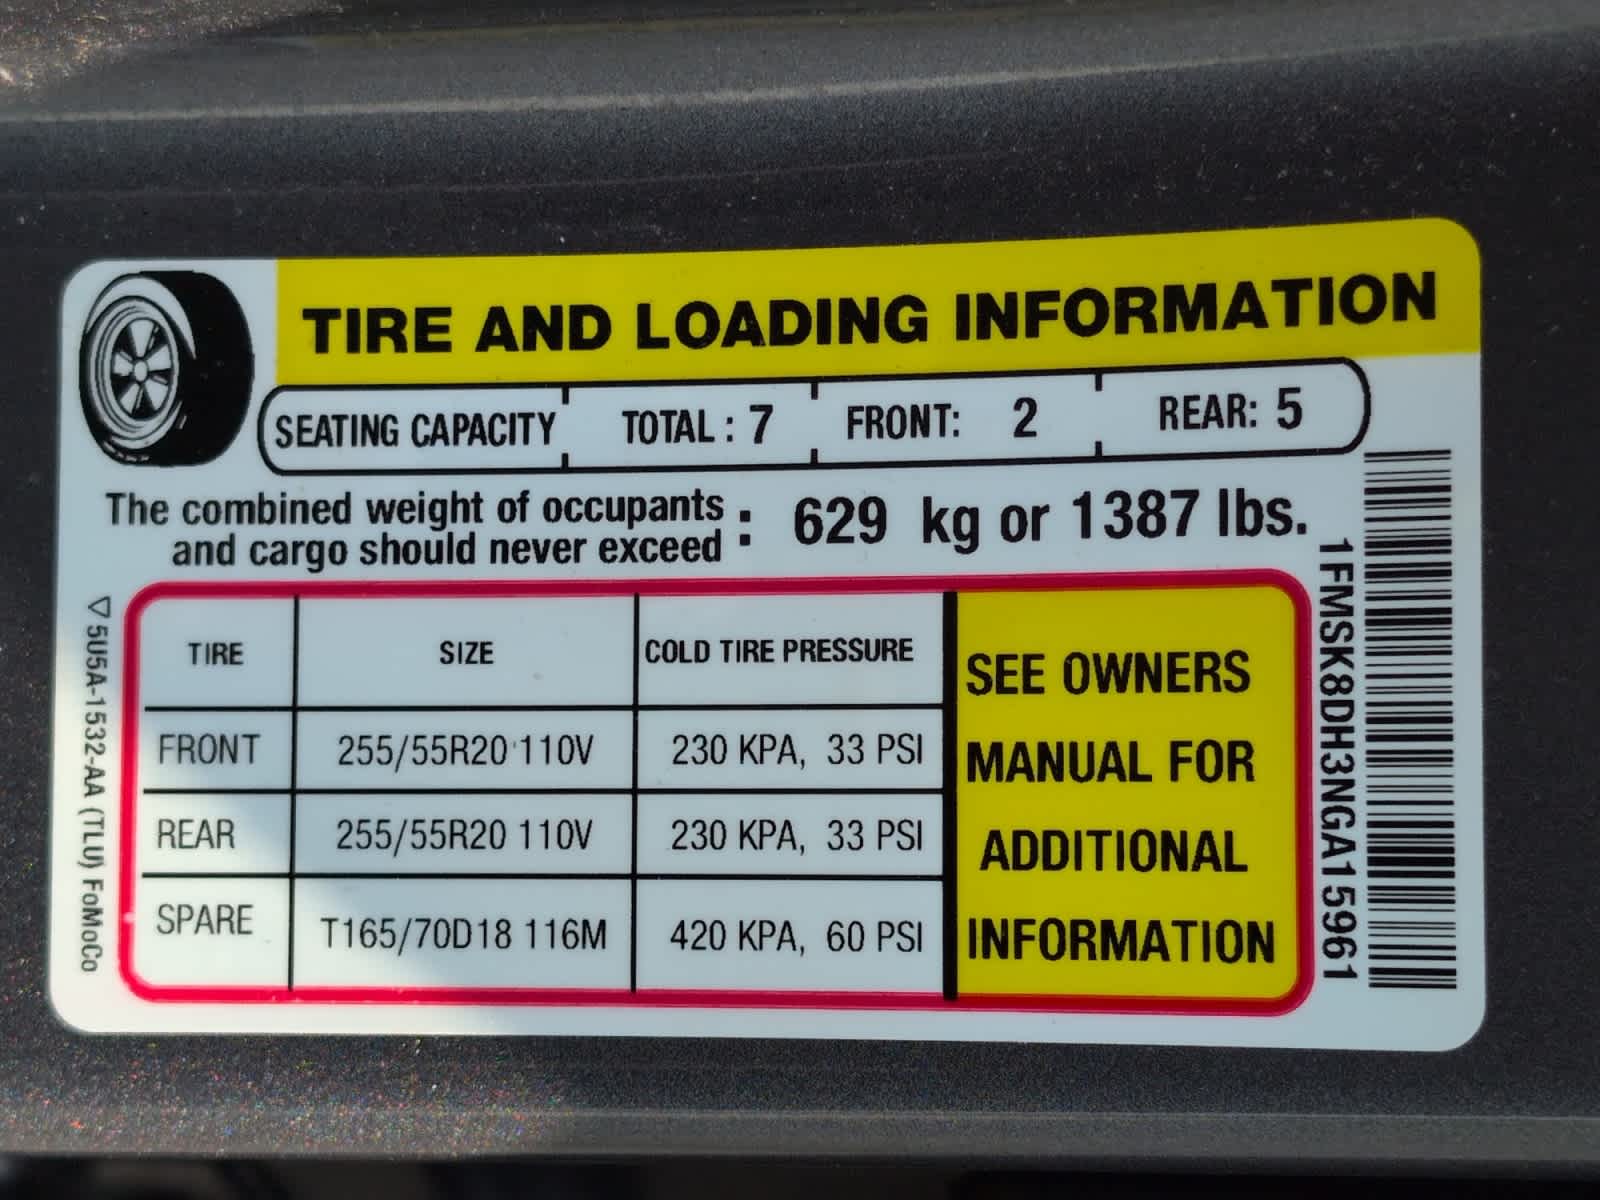 TIRE AND LOADING INFORMATION
SEATING CAPACITY TOTAL : 7 FRONT: 2 REAR: 5
The combined weight of occupants
and cargo should never exceed : 629 kg or 1387 lbs.
TIRE SIZE COLD TIRE PRESSURE
FRONT 255/55R20 110V 230 KPA, 33 PSI
REAR 255/55R20 110V 230 KPA, 33 PSI
SPARE T165/70D18 116M 420 KPA, 60 PSI
SEE OWNERS
MANUAL FOR
ADDITIONAL
INFORMATION
5U5A-1532-AA (TLU) FoMoCo
1FMSK8DH3NGA15961